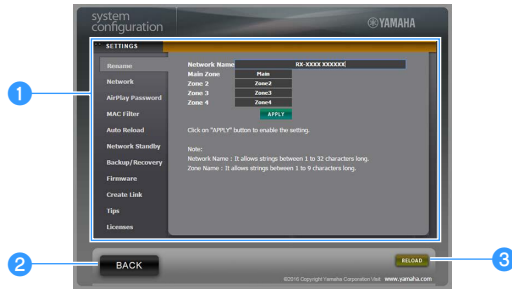 system
configuration
YAMAHA
SETTINGS
Rename
Network
AirPlay Password
MAC Filter
Auto Reload
Network Standby
Backup/Recovery
Firmware
Create Link
Tips
Licenses
Network Name RX-XXXX XXXXXX
Main Zone Main
Zone 2 Zone2
Zone 3 Zone3
Zone 4 Zone4
APPLY
Click on "APPLY" button to enable the setting.
Note:
Network Name : It allows strings between 1 to 32 characters long.
Zone Name : It allows strings between 1 to 9 characters long.
1
2
BACK
RELOAD
3
©2016 Copyright Yamaha Corporation Visit www.yamaha.com